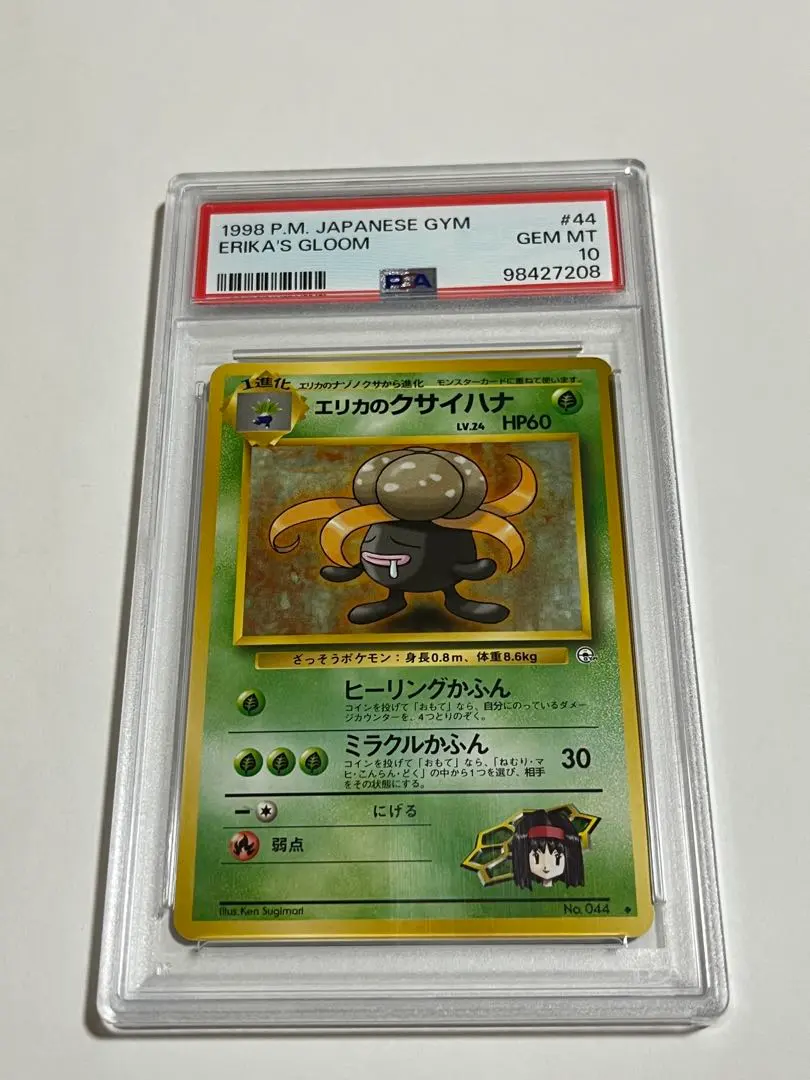 1998 P.M. JAPANESE GYM #44
ERIKA'S GLOOM GEM MT
10
PSA 98427208
1進化 エリカのナゾノクサから進化 モンスターカードに重ねて使います。
エリカのクサイハナ
LV.24 HP60
ざっそうポケモン:身長0.8m、体重8.6kg
ヒーリングかふん
コインを投げて「おもて」なら、自分にのっているダメー
ジカウンターを、4つとりのぞく。
ミラクルかふん 30
コインを投げて「おもて」なら、「ねむり・マ
ヒ・こんらん・どく」の中から1つを選び、相手
をその状態にする。
にげる
弱点
Illus. Ken Sugimori No. 044